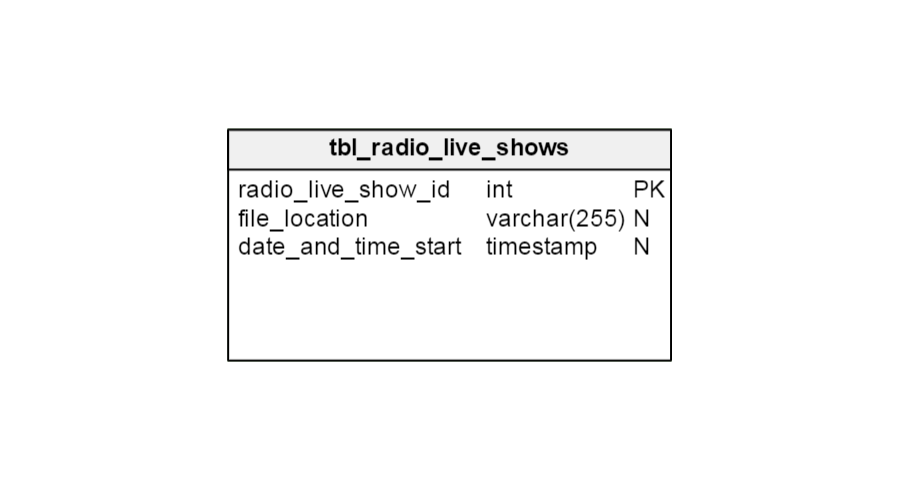 tbl_radio_live_shows
radio_live_show_id int PK
file_location varchar(255) N
date_and_time_start timestamp N